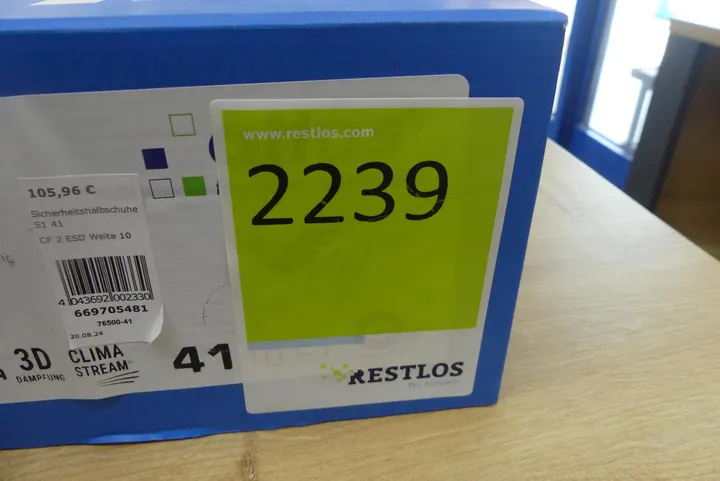 www.restlos.com
2239
105,96 €
Sicherheitshalbschuhe
S1 41
CF 2 ESD Weite 10
4 043692 002330
669705481
76500-41
20.08.24
3D
DÄMPFUNG
CLIMA
STREAM
41
RESTLOS